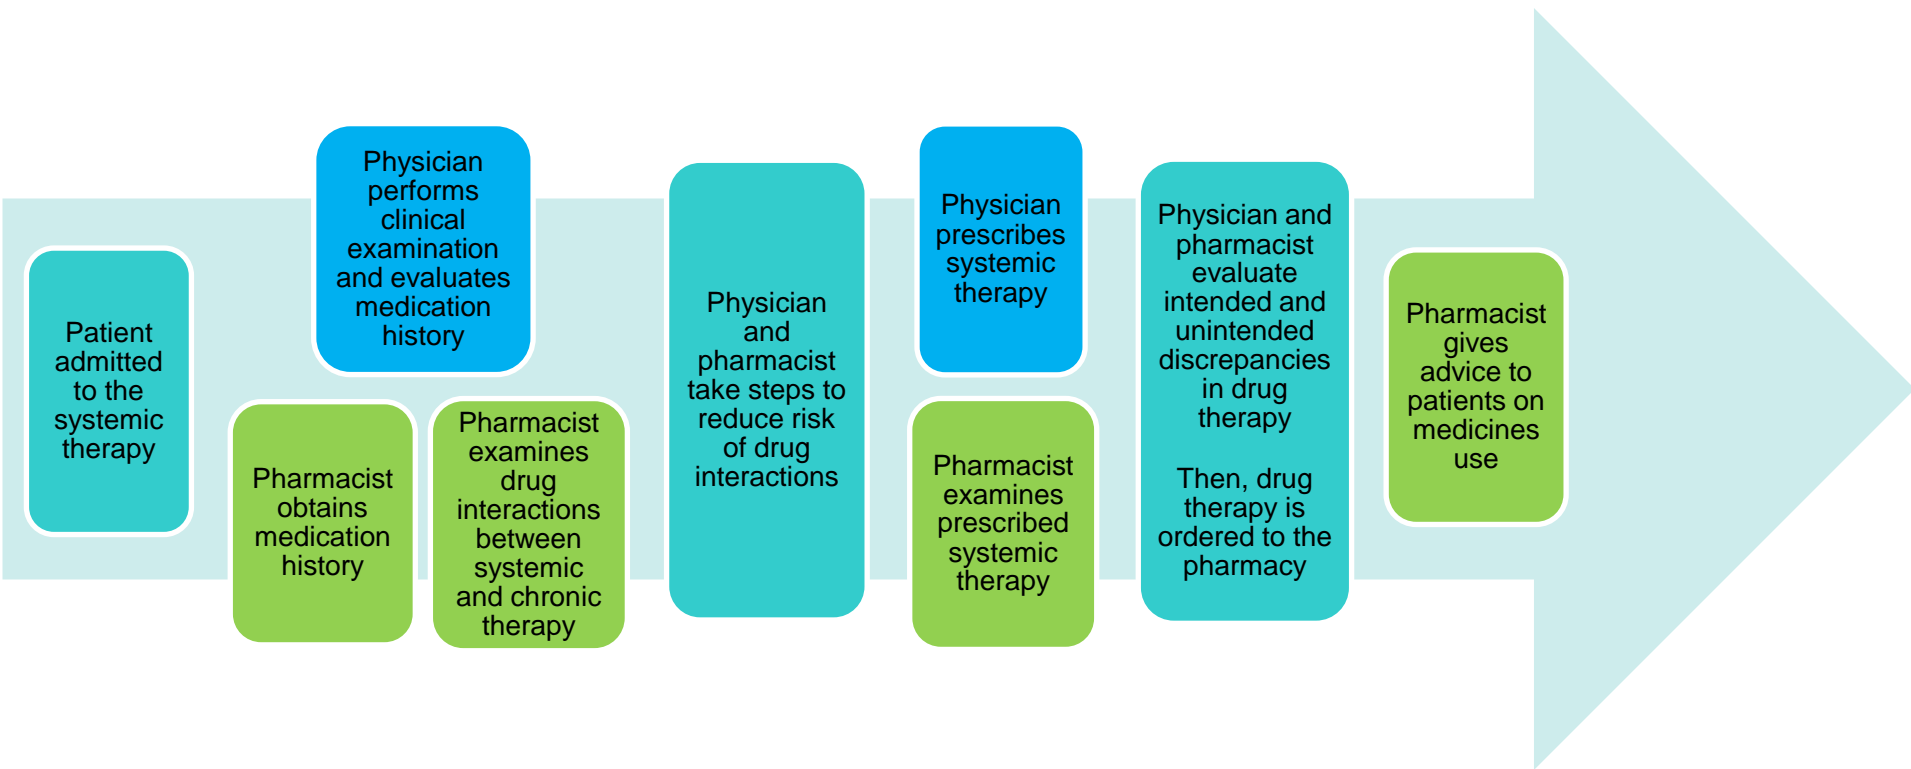 Patient
admitted
to the
systemic
therapy
Physician
performs
clinical
examination
and evaluates
medication
history
Pharmacist
obtains
medication
history
Pharmacist
examines
drug
interactions
between
systemic
and chronic
therapy
Physician
and
pharmacist
take steps to
reduce risk
of drug
interactions
Physician
prescribes
systemic
therapy
Pharmacist
examines
prescribed
systemic
therapy
Physician and
pharmacist
evaluate
intended and
unintended
discrepancies
in drug
therapy
Then, drug
therapy is
ordered to the
pharmacy
Pharmacist
gives
advice to
patients on
medicines
use